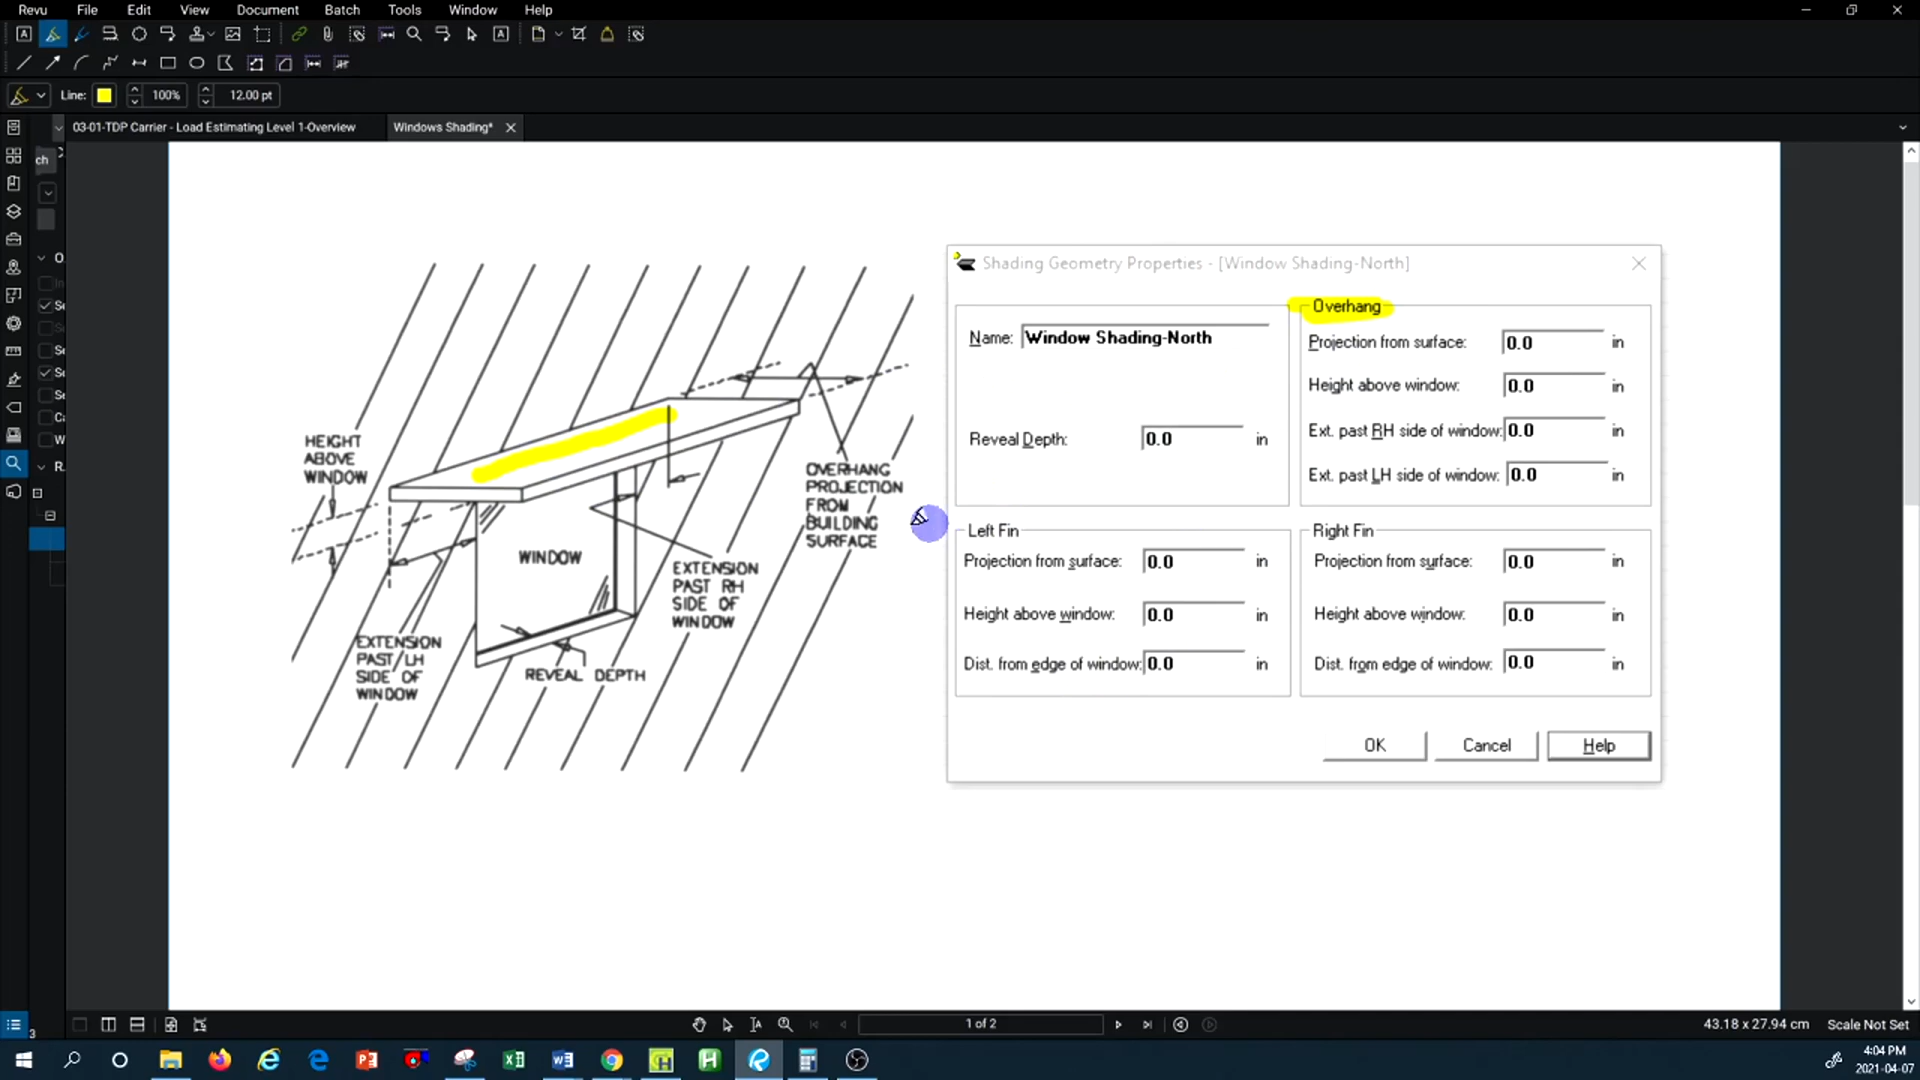 Revu File Edit View Document Batch Tools Window Help
Line: 100% 12.00 pt
03-01-TDP Carrier - Load Estimating Level 1-Overview Windows Shading*
ch
O
Se
Se
Se
Se
Se
Ca
W
R
HEIGHT
ABOVE
WINDOW
WINDOW
OVERHANG
PROJECTION
FROM
BUILDING
SURFACE
EXTENSION
PAST RH
SIDE OF
WINDOW
EXTENSION
PAST LH
SIDE OF
WINDOW
REVEAL DEPTH
Shading Geometry Properties - [Window Shading-North]
Name: Window Shading-North
Reveal Depth: 0.0 in
Overhang
Projection from surface: 0.0 in
Height above window: 0.0 in
Ext. past RH side of window: 0.0 in
Ext. past LH side of window: 0.0 in
Left Fin
Projection from surface: 0.0 in
Height above window: 0.0 in
Dist. from edge of window: 0.0 in
Right Fin
Projection from surface: 0.0 in
Height above window: 0.0 in
Dist. from edge of window: 0.0 in
OK Cancel Help
3
1 of 2
43.18 x 27.94 cm Scale Not Set
4:04 PM
2021-04-07